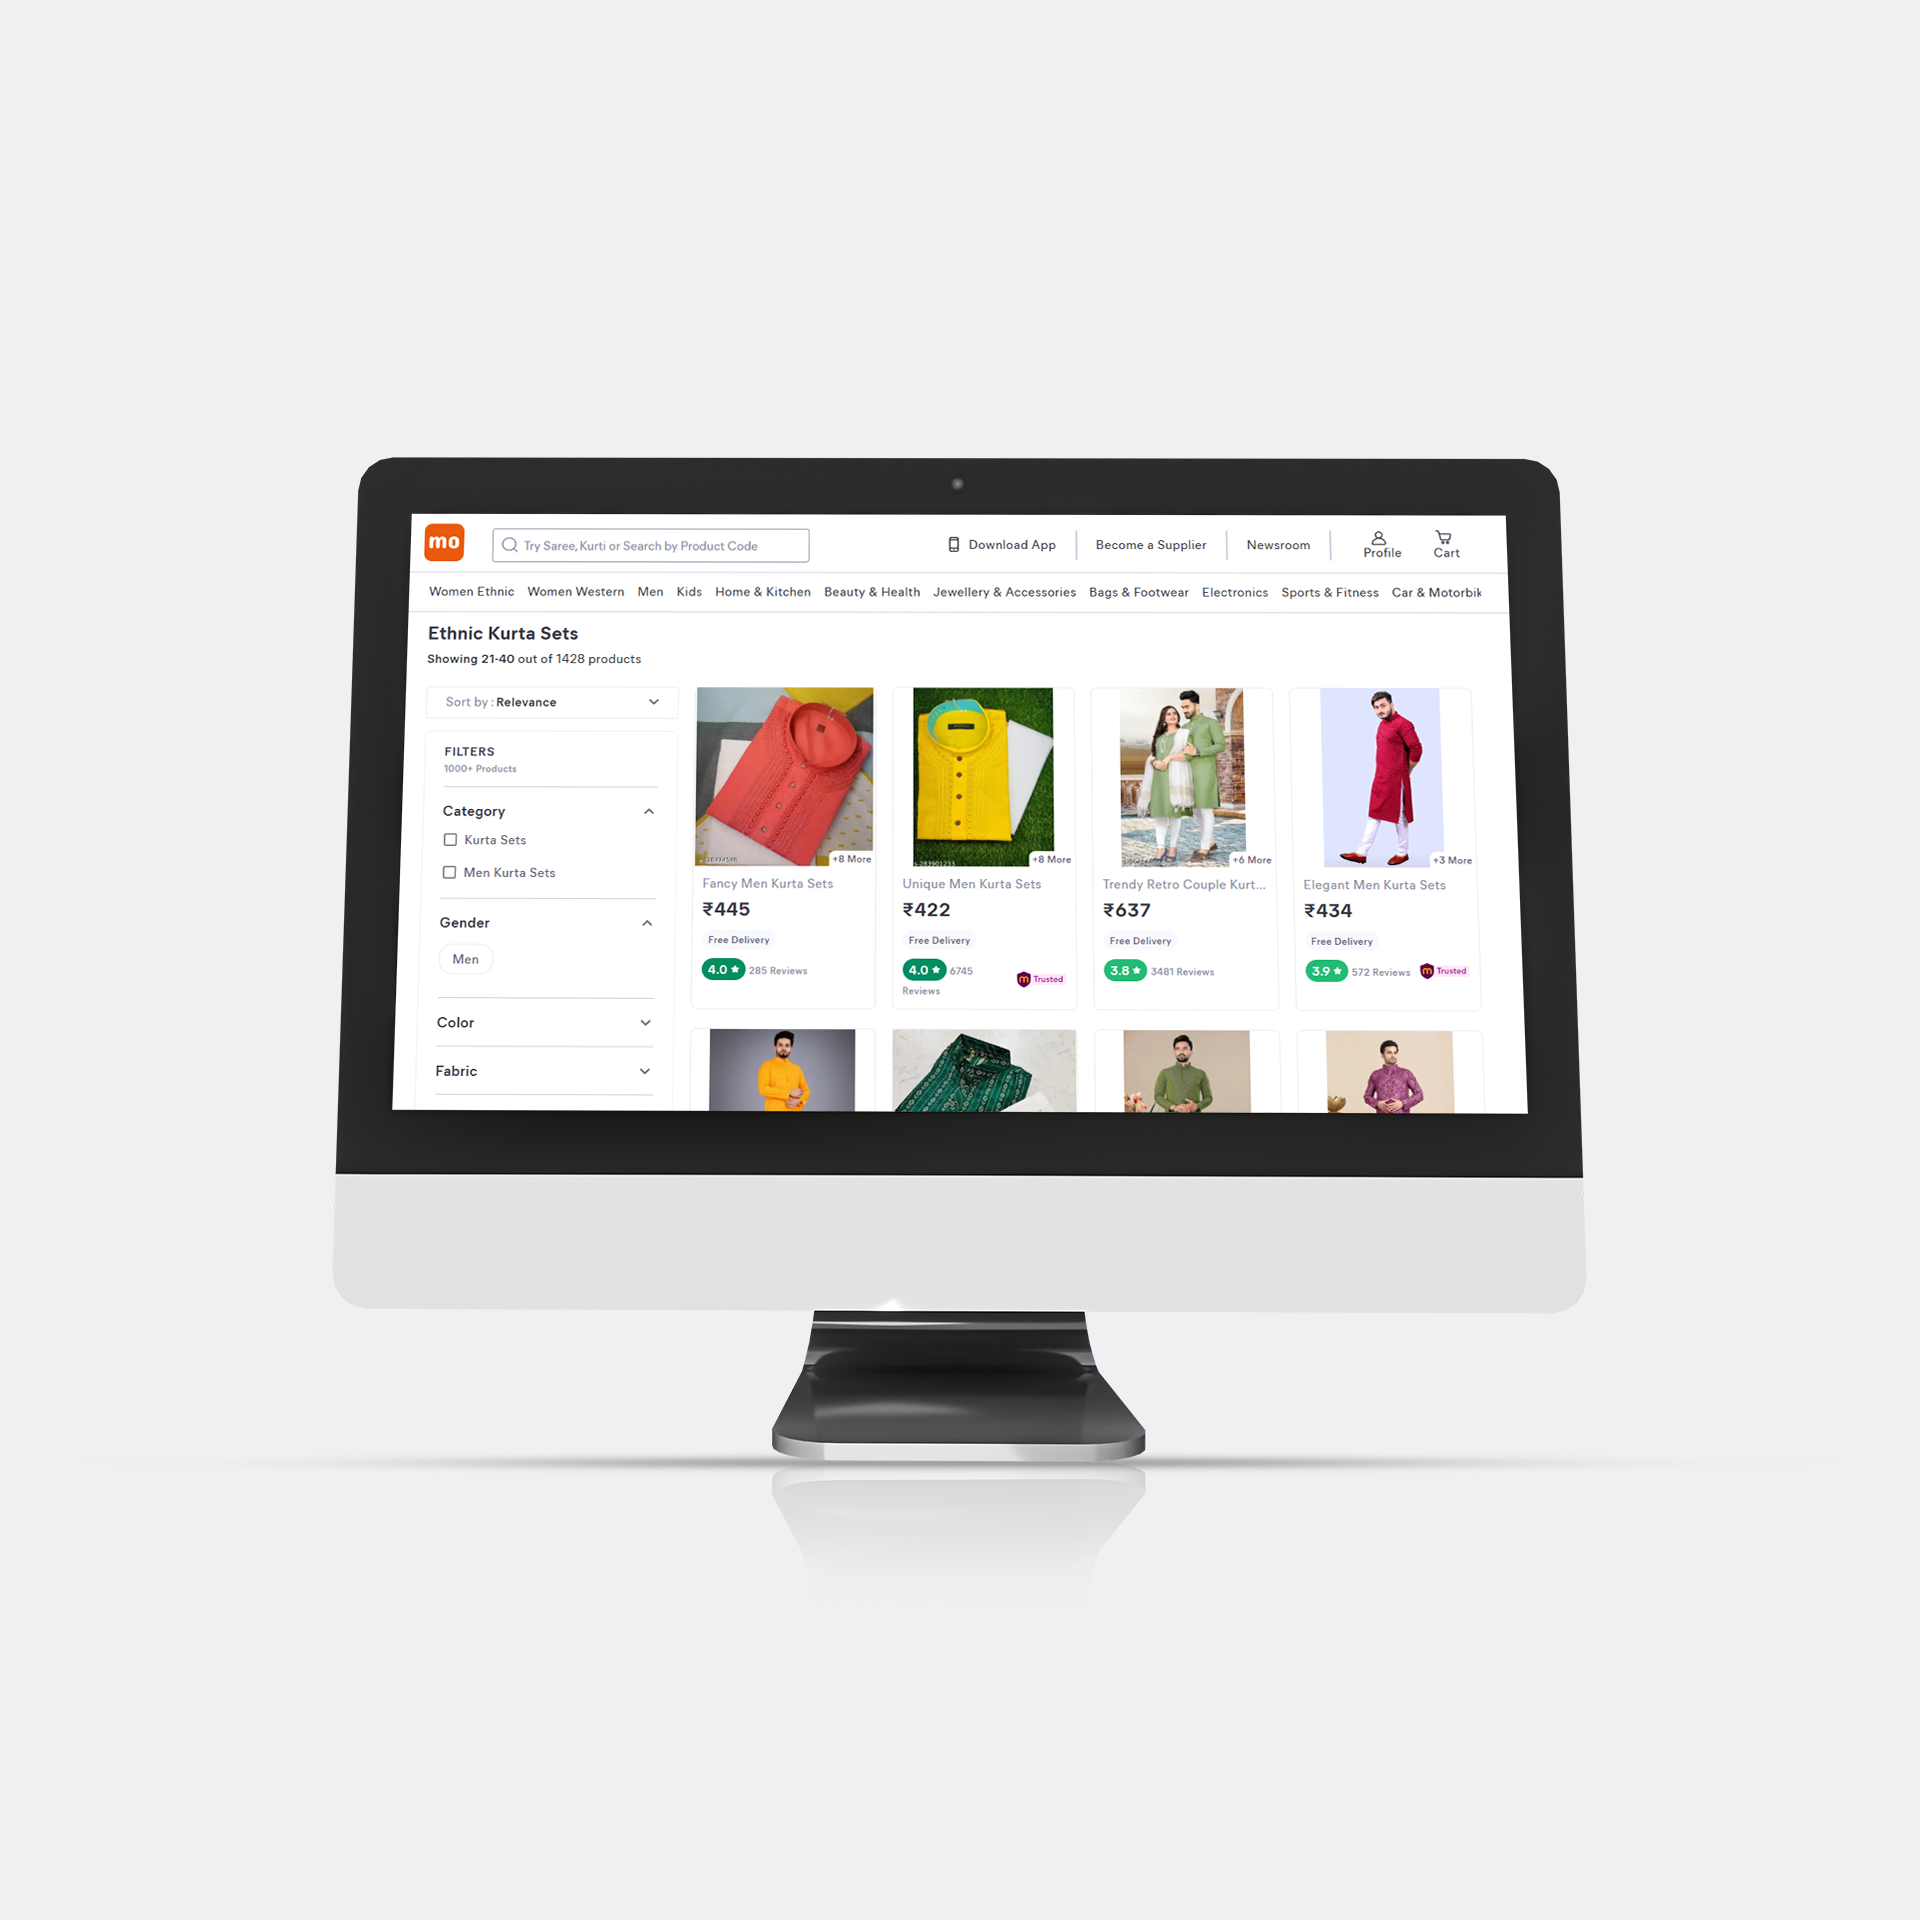 mo
Try Saree, Kurti or Search by Product Code
Download App
Become a Supplier
Newsroom
Profile
Cart
Women Ethnic Women Western Men Kids Home & Kitchen Beauty & Health Jewellery & Accessories Bags & Footwear Electronics Sports & Fitness Car & Motorbik
Ethnic Kurta Sets
Showing 21-40 out of 1428 products
Sort by : Relevance
FILTERS
1000+ Products
Category
Kurta Sets
Men Kurta Sets
Gender
Men
Color
Fabric
+8 More
Fancy Men Kurta Sets
₹445
Free Delivery
4.0 ★ 285 Reviews
s-283901233
+8 More
Unique Men Kurta Sets
₹422
Free Delivery
4.0 ★ 6745
Reviews
m Trusted
+6 More
Trendy Retro Couple Kurt...
₹637
Free Delivery
3.8 ★ 3481 Reviews
+3 More
Elegant Men Kurta Sets
₹434
Free Delivery
3.9 ★ 572 Reviews
m Trusted